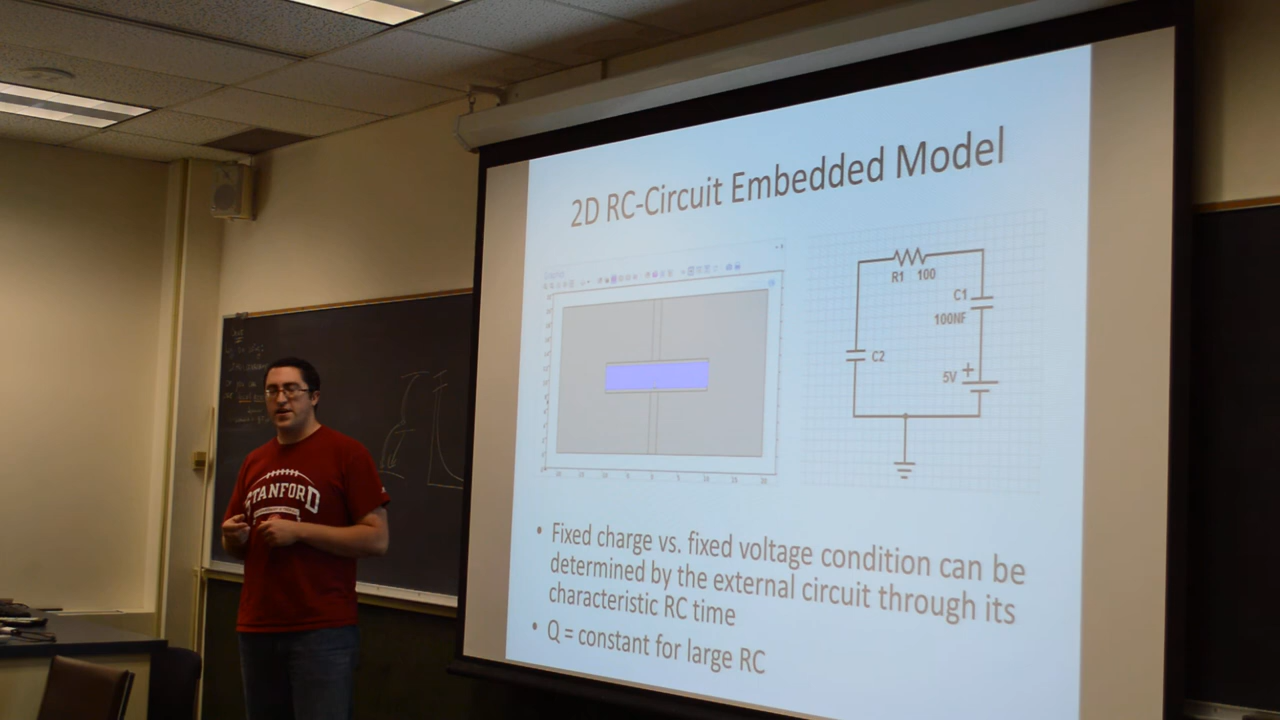 2D RC-Circuit Embedded Model
R1 100
C1
100NF
C2
5V
+
• Fixed charge vs. fixed voltage condition can be
determined by the external circuit through its
characteristic RC time
• Q = constant for large RC
STANFORD